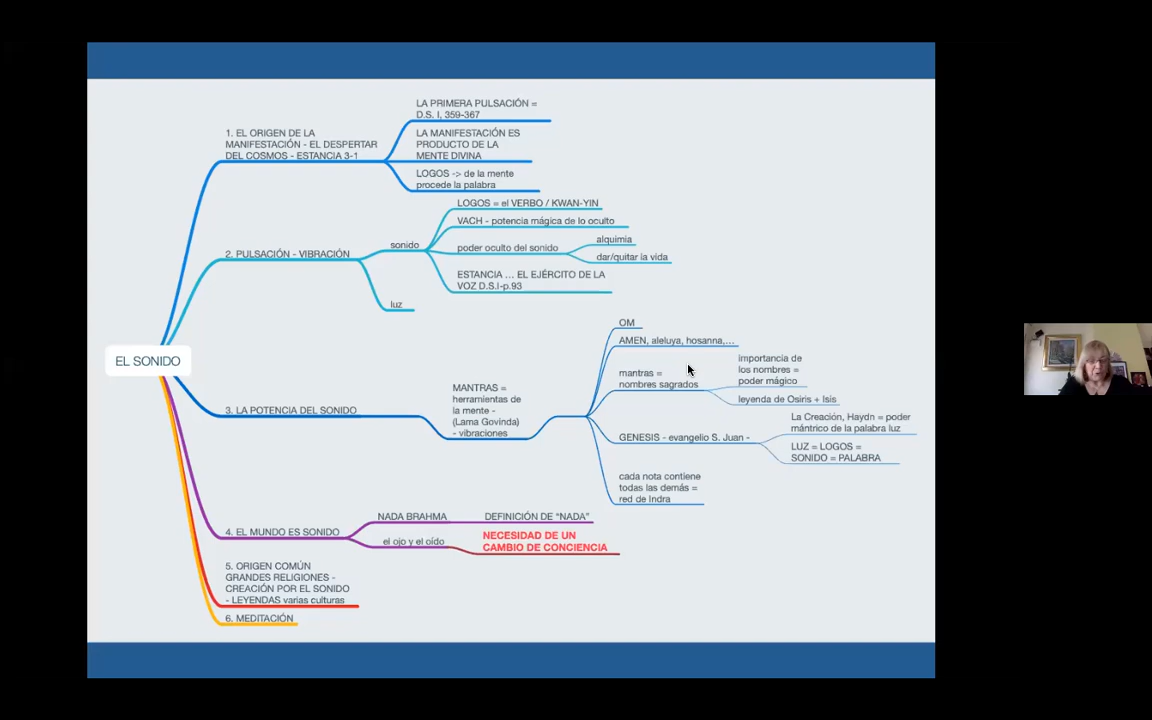 EL SONIDO
1. EL ORIGEN DE LA
MANIFESTACIÓN - EL DESPERTAR
DEL COSMOS - ESTANCIA 3-1
LA PRIMERA PULSACIÓN =
D.S. I, 359-367
LA MANIFESTACIÓN ES
PRODUCTO DE LA
MENTE DIVINA
LOGOS -> de la mente
procede la palabra
2. PULSACIÓN - VIBRACIÓN
sonido
LOGOS = el VERBO / KWAN-YIN
VACH - potencia mágica de lo oculto
poder oculto del sonido
alquimia
dar/quitar la vida
ESTANCIA ... EL EJÉRCITO DE LA
VOZ D.S.I-p.93
luz
3. LA POTENCIA DEL SONIDO
MANTRAS =
herramientas de
la mente -
(Lama Govinda)
- vibraciones
OM
AMEN, aleluya, hosanna,...
mantras =
nombres sagrados
importancia de
los nombres =
poder mágico
leyenda de Osiris + Isis
GENESIS - evangelio S. Juan -
La Creación, Haydn = poder
mántrico de la palabra luz
LUZ = LOGOS =
SONIDO = PALABRA
cada nota contiene
todas las demás =
red de Indra
4. EL MUNDO ES SONIDO
NADA BRAHMA
DEFINICIÓN DE "NADA"
el ojo y el oído
NECESIDAD DE UN
CAMBIO DE CONCIENCIA
5. ORIGEN COMÚN
GRANDES RELIGIONES -
CREACIÓN POR EL SONIDO
- LEYENDAS varias culturas
6. MEDITACIÓN